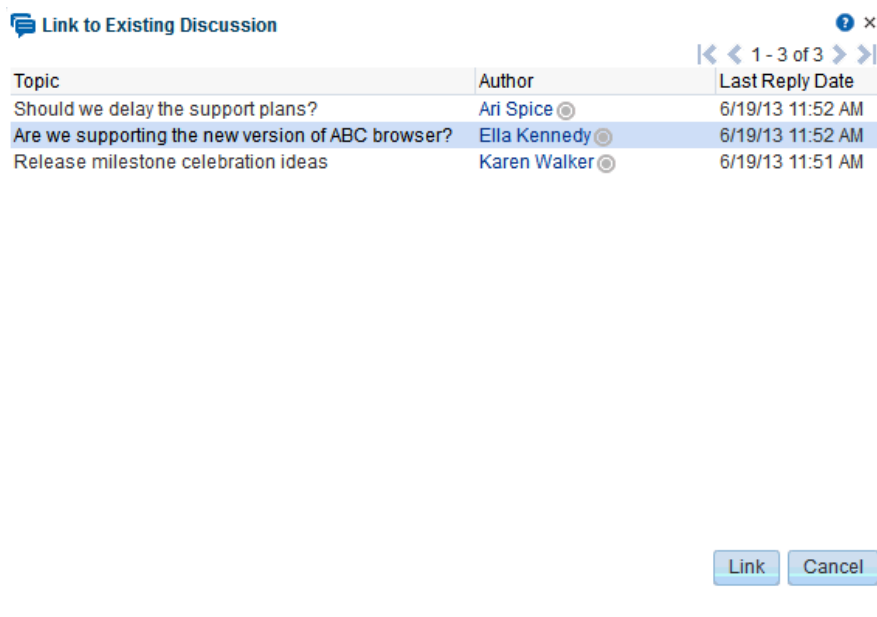 Link to Existing Discussion
1 - 3 of 3
Topic Author Last Reply Date
Should we delay the support plans? Ari Spice 6/19/13 11:52 AM
Are we supporting the new version of ABC browser? Ella Kennedy 6/19/13 11:52 AM
Release milestone celebration ideas Karen Walker 6/19/13 11:51 AM
Link Cancel